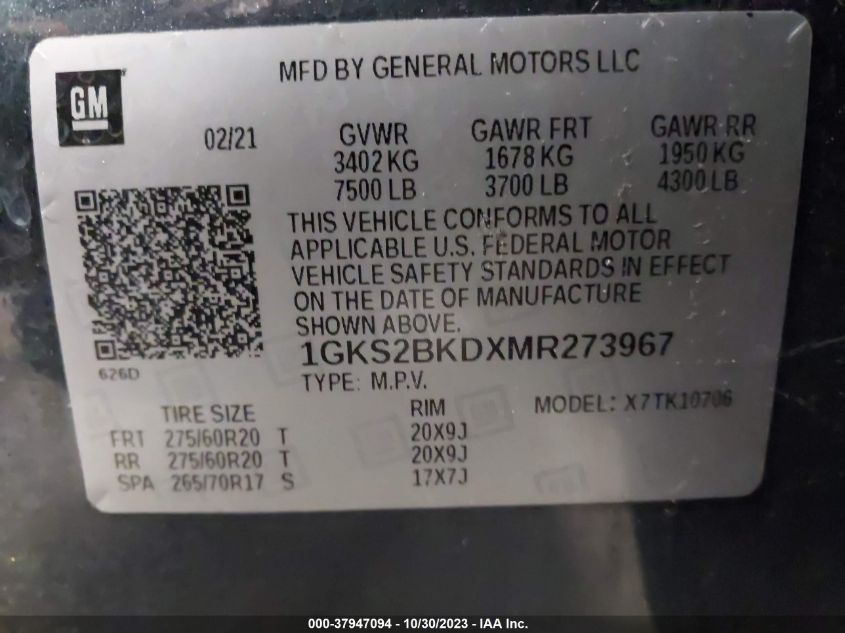 MFD BY GENERAL MOTORS LLC
GM
02/21 GVWR GAWR FRT GAWR RR
3402 KG 1678 KG 1950 KG
7500 LB 3700 LB 4300 LB
THIS VEHICLE CONFORMS TO ALL
APPLICABLE U.S. FEDERAL MOTOR
VEHICLE SAFETY STANDARDS IN EFFECT
ON THE DATE OF MANUFACTURE
SHOWN ABOVE.
1GKS2BKDXMR273967
626D
TYPE: M.P.V.
TIRE SIZE RIM MODEL: X7TK10706
FRT 275/60R20 T 20X9J
RR 275/60R20 T 20X9J
SPA 265/70R17 S 17X7J
000-37947094 - 10/30/2023 - IAA Inc.